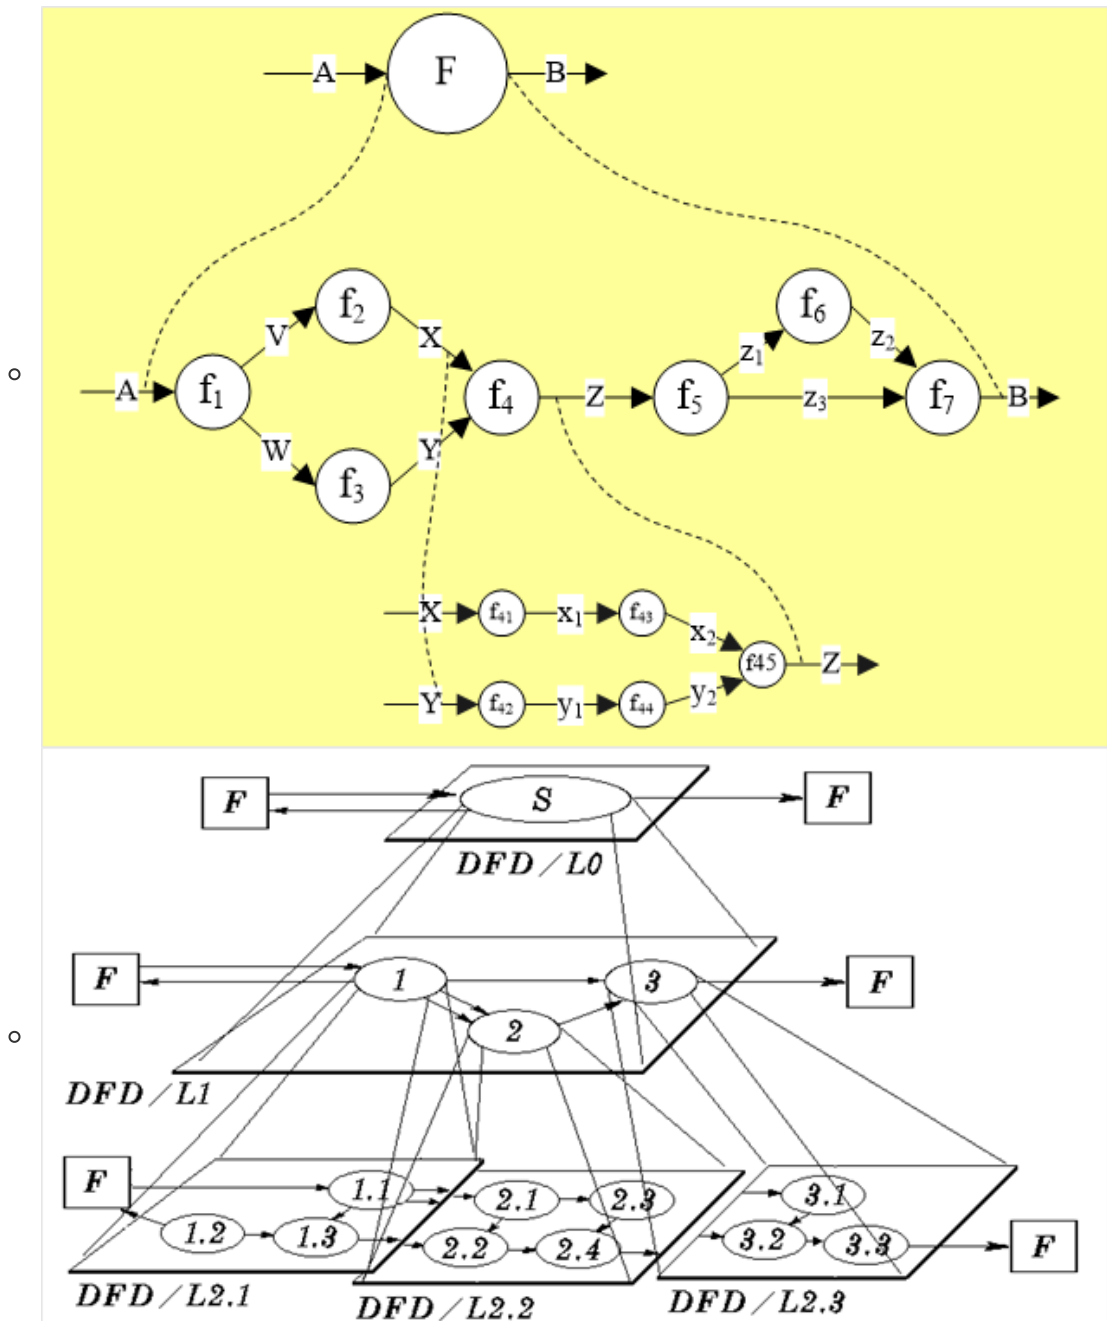 A F B
f2 f6
V X z1 z2
A f1 f4 Z f5 z3 f7 B
W Y
f3
X f41 x1 f43 x2
f45 Z
Y f42 y1 f44 y2
F S F
DFD/L0
F 1 3 F
2
DFD/L1
F 1.1 2.1 2.3 3.1
1.2 1.3 2.2 2.4 3.2 3.3 F
DFD/L2.1 DFD/L2.2 DFD/L2.3